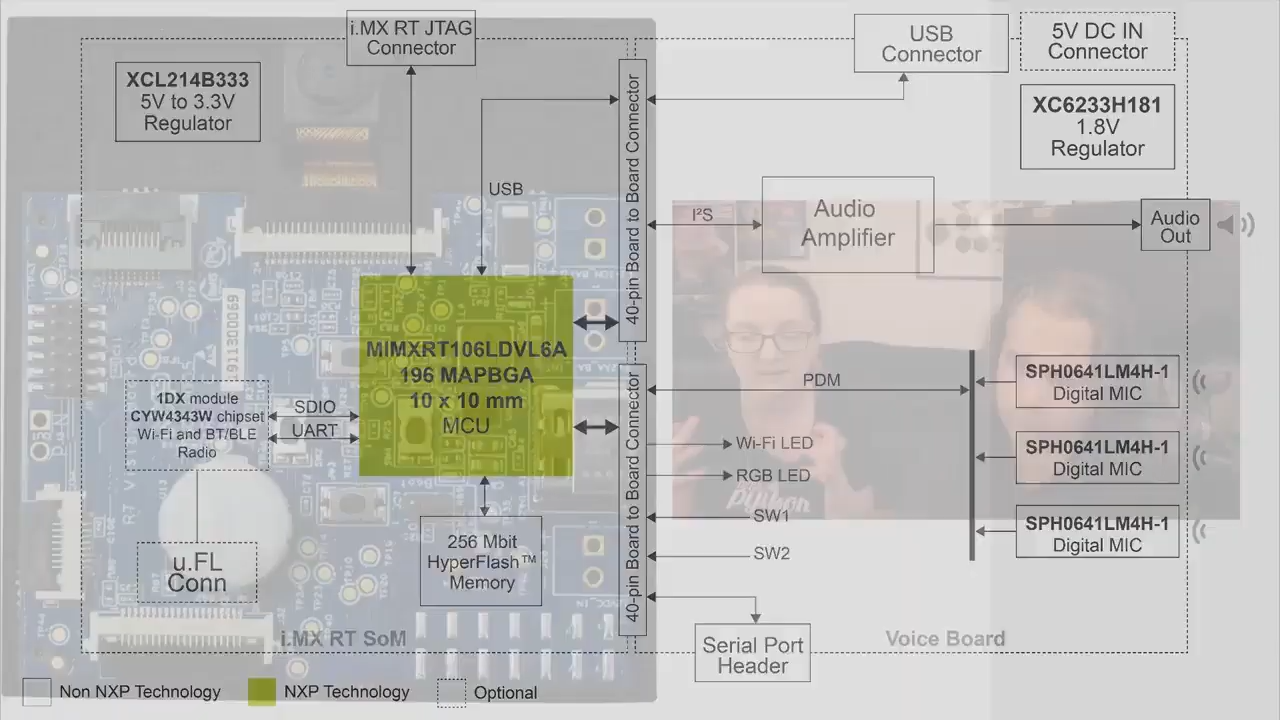 i.MX RT JTAG
Connector
USB
Connector
5V DC IN
Connector
XCL214B333
5V to 3.3V
Regulator
XC6233H181
1.8V
Regulator
40-pin Board to Board Connector
USB
I²S
Audio
Amplifier
Audio
Out
MIMXRT106LDVL6A
196 MAPBGA
10 x 10 mm
MCU
1DX module
CYW4343W chipset
Wi-Fi and BT/BLE
Radio
SDIO
UART
PDM
SPH0641LM4H-1
Digital MIC
40-pin Board to Board Connector
Wi-Fi LED
RGB LED
SPH0641LM4H-1
Digital MIC
python
SW1
SW2
SPH0641LM4H-1
Digital MIC
u.FL
Conn
256 Mbit
HyperFlash™
Memory
i.MX RT SoM
Serial Port
Header
Voice Board
Non NXP Technology
NXP Technology
Optional
911300069